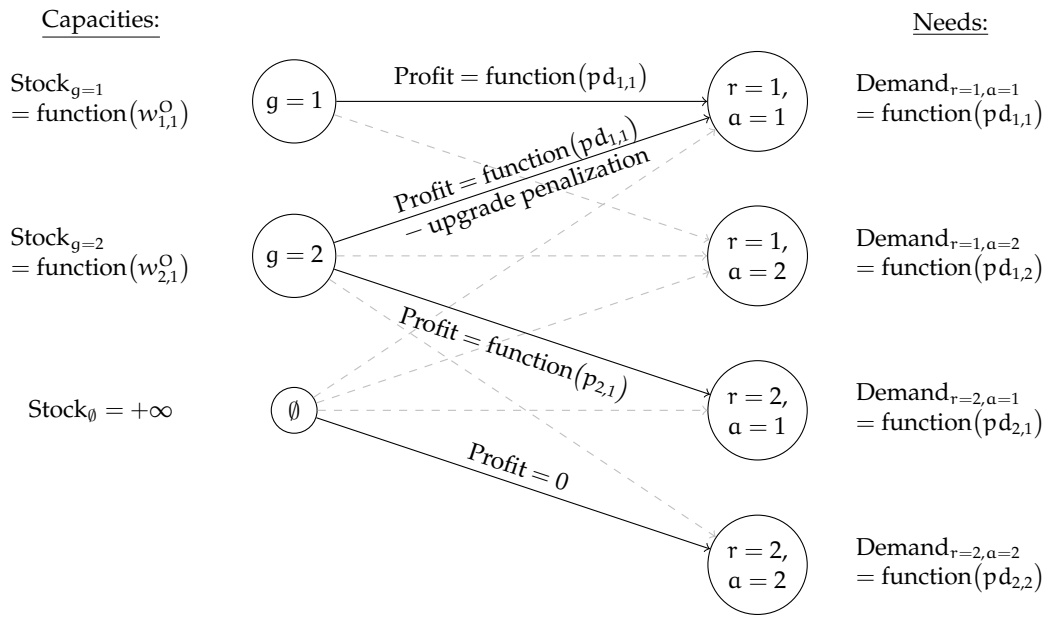 Capacities:
Needs:
Stock_{g=1}
= function(w^O_{1,1})
g = 1
Profit = function(pd_{1,1})
r = 1,
a = 1
Demand_{r=1,a=1}
= function(pd_{1,1})
Profit = function(pd_{1,1})
− upgrade penalization
Stock_{g=2}
= function(w^O_{2,1})
g = 2
r = 1,
a = 2
Demand_{r=1,a=2}
= function(pd_{1,2})
Profit = function(p_{2,1})
Stock_∅ = +∞
∅
r = 2,
a = 1
Demand_{r=2,a=1}
= function(pd_{2,1})
Profit = 0
r = 2,
a = 2
Demand_{r=2,a=2}
= function(pd_{2,2})